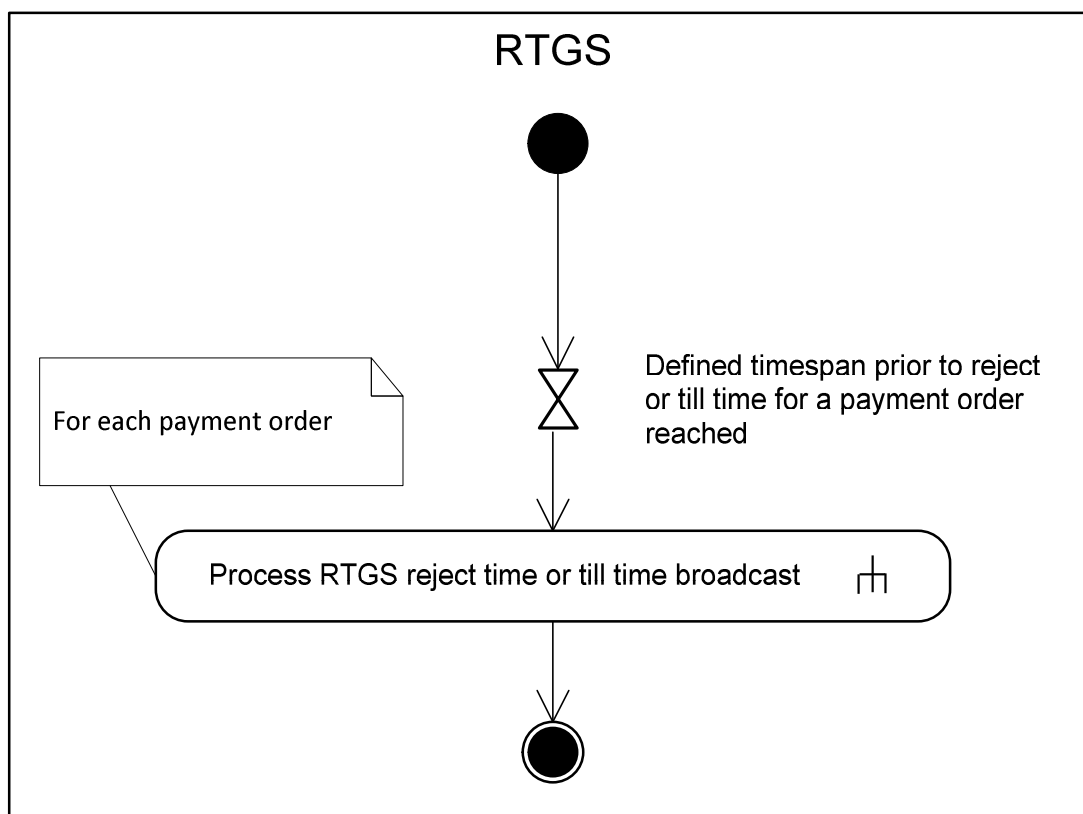 RTGS
Defined timespan prior to reject
or till time for a payment order
reached
For each payment order
Process RTGS reject time or till time broadcast